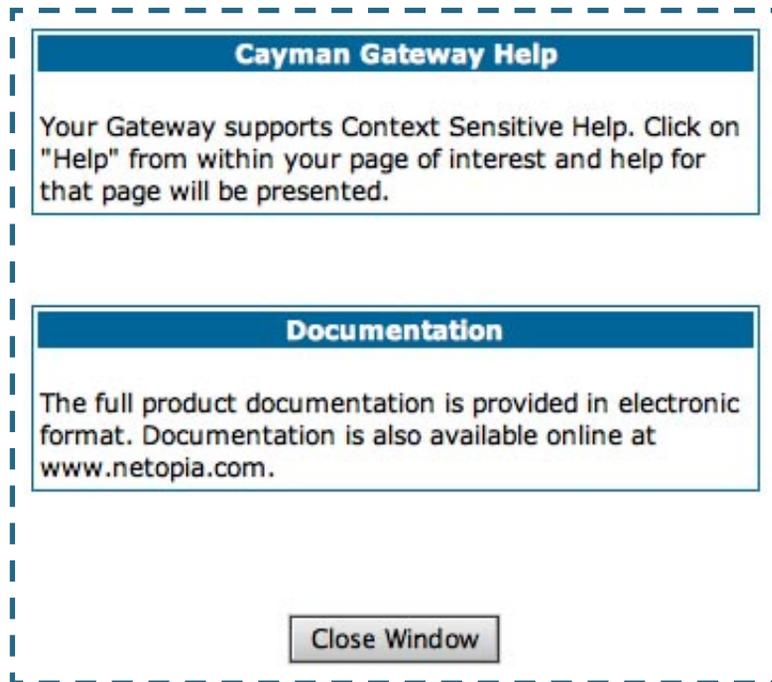 Cayman Gateway Help
Your Gateway supports Context Sensitive Help. Click on
"Help" from within your page of interest and help for
that page will be presented.
Documentation
The full product documentation is provided in electronic
format. Documentation is also available online at
www.netopia.com.
Close Window